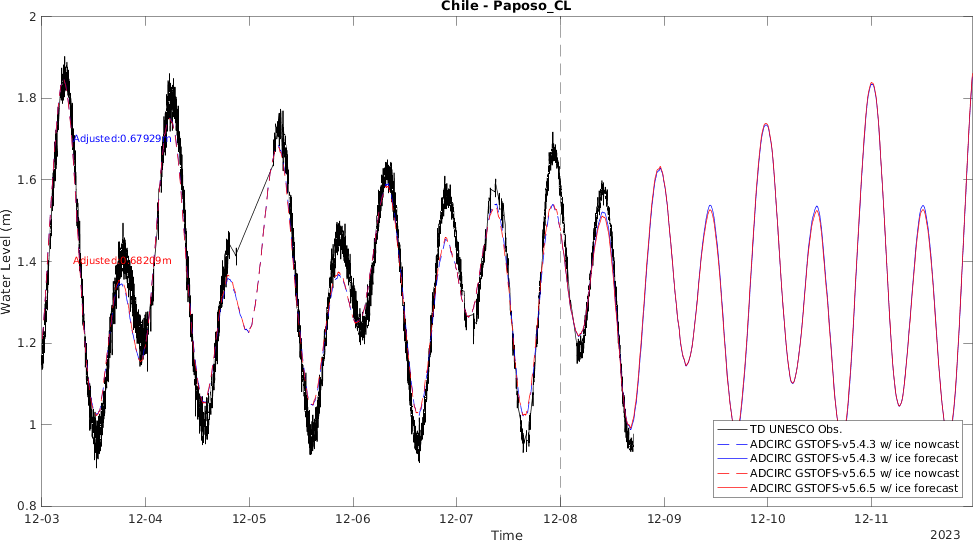 Chile - Paposo_CL
2
1.8
1.6
1.4
1.2
1
0.8
Water Level (m)
Adjusted:0.67929m
Adjusted:0.68209m
TD UNESCO Obs.
ADCIRC GSTOFS-v5.4.3 w/ ice nowcast
ADCIRC GSTOFS-v5.4.3 w/ ice forecast
ADCIRC GSTOFS-v5.6.5 w/ ice nowcast
ADCIRC GSTOFS-v5.6.5 w/ ice forecast
12-03 12-04 12-05 12-06 12-07 12-08 12-09 12-10 12-11
Time
2023